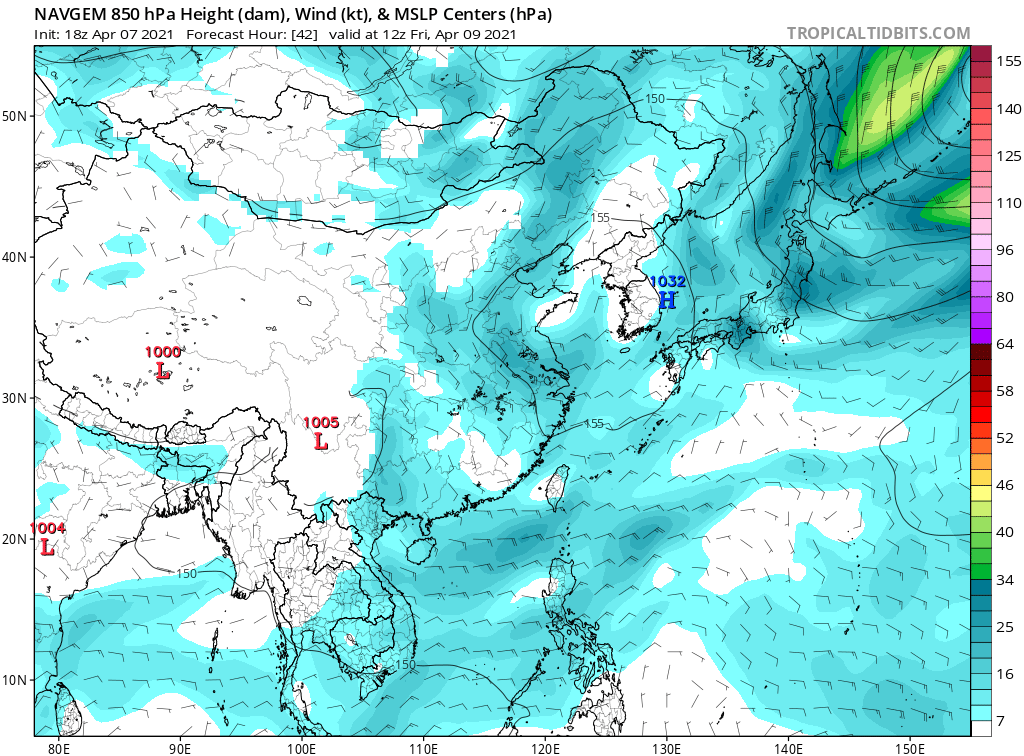 NAVGEM 850 hPa Height (dam), Wind (kt), & MSLP Centers (hPa)
Init: 18z Apr 07 2021 Forecast Hour: [42] valid at 12z Fri, Apr 09 2021
TROPICALTIDBITS.COM
155
140
125
110
96
80
64
58
52
46
40
34
25
16
7
50N
40N
30N
20N
10N
80E
90E
100E
110E
120E
130E
140E
150E
150
155
1032
H
1000
L
1005
L
155
1004
L
150
150